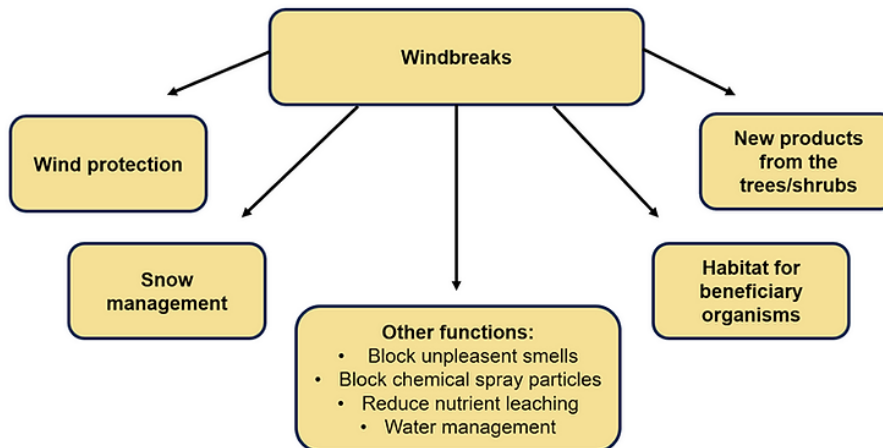 Windbreaks
Wind protection
New products
from the
trees/shrubs
Snow
management
Habitat for
beneficiary
organisms
Other functions:
• Block unpleasent smells
• Block chemical spray particles
• Reduce nutrient leaching
• Water management